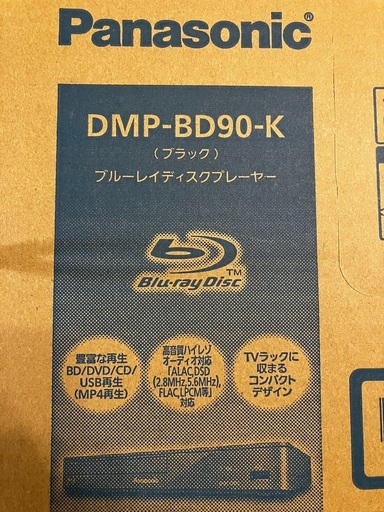 Panasonic®
DMP-BD90-K
(ブラック)
ブルーレイディスクプレーヤー
TM
Blu-ray Disc
豊富な再生
BD/DVD/CD/
USB再生
(MP4再生)
高音質ハイレゾ
オーディオ対応
「ALAC,DSD
(2.8MHz,5.6MHz),
FLAC,LPCM等」
対応
TVラックに
収まる
コンパクト
デザイン
Panasonic